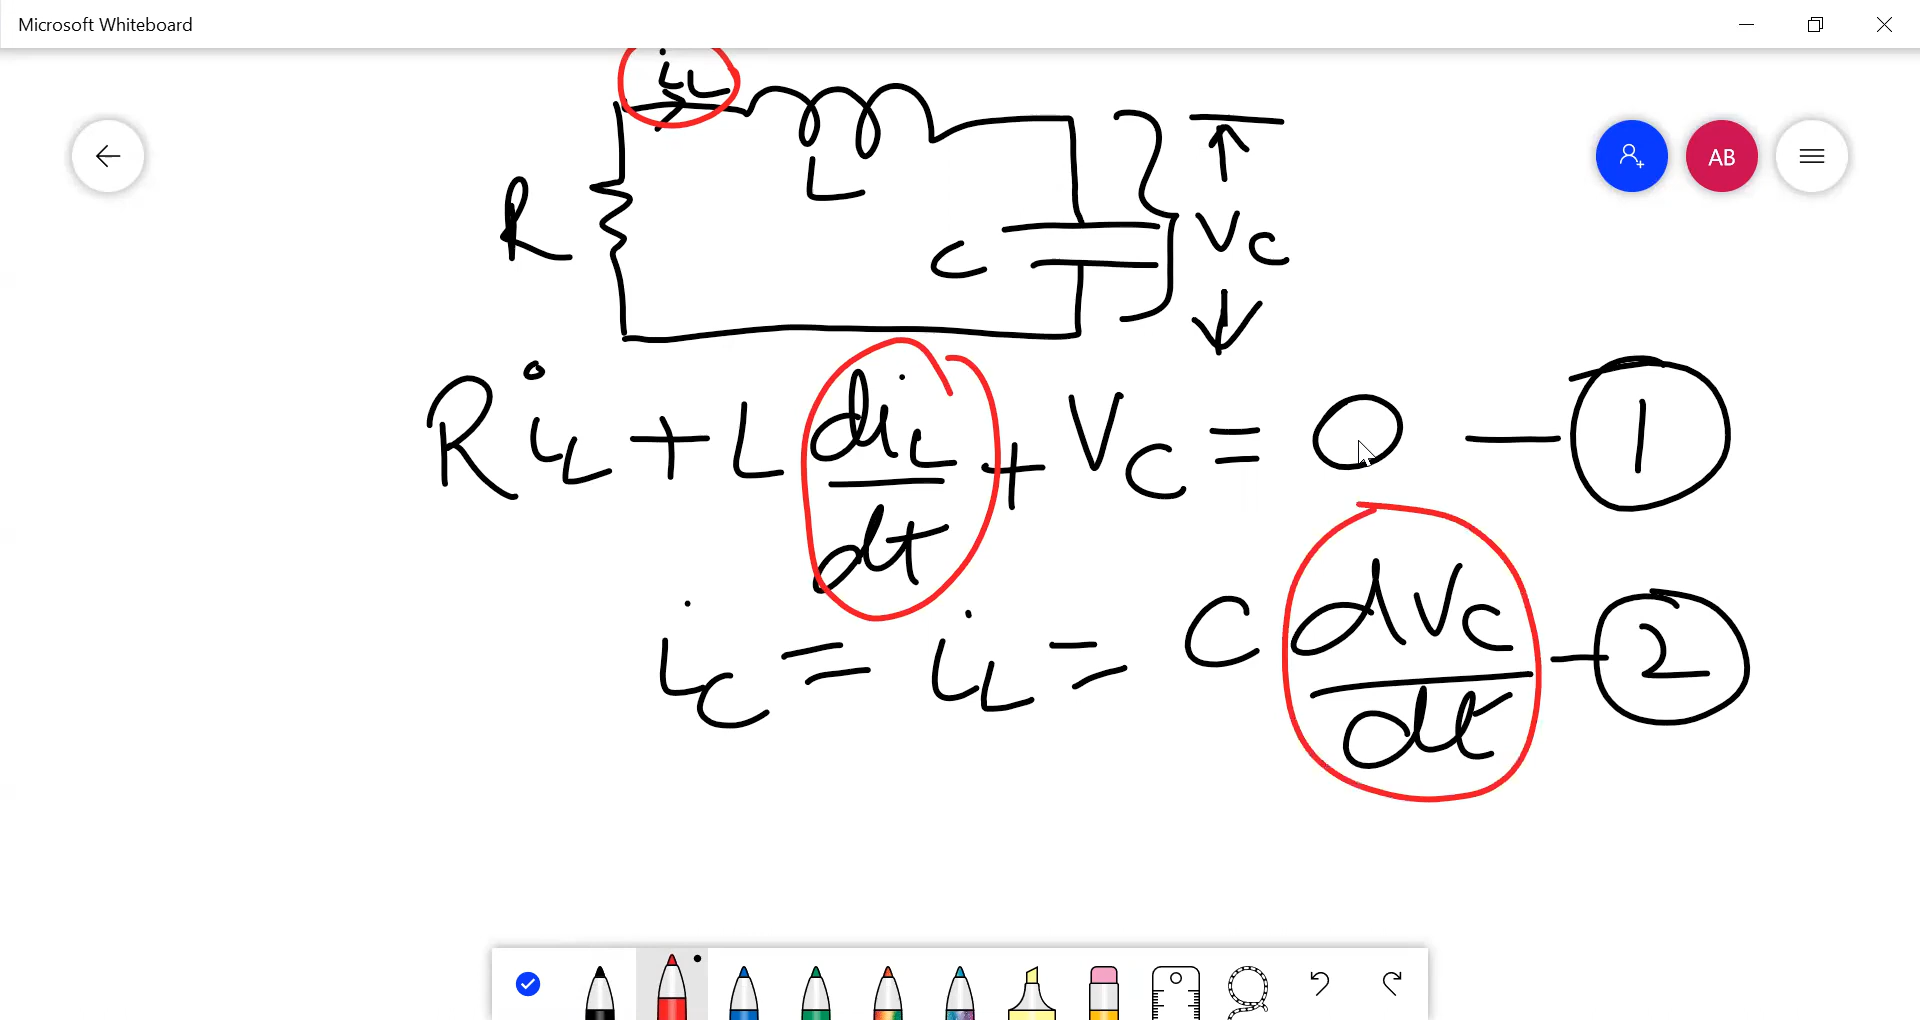 Microsoft Whiteboard
iL
L
R
C
Vc
AB
RiL + L diL/dt + Vc = 0 — 1
ic = iL = C dVc/dt — 2